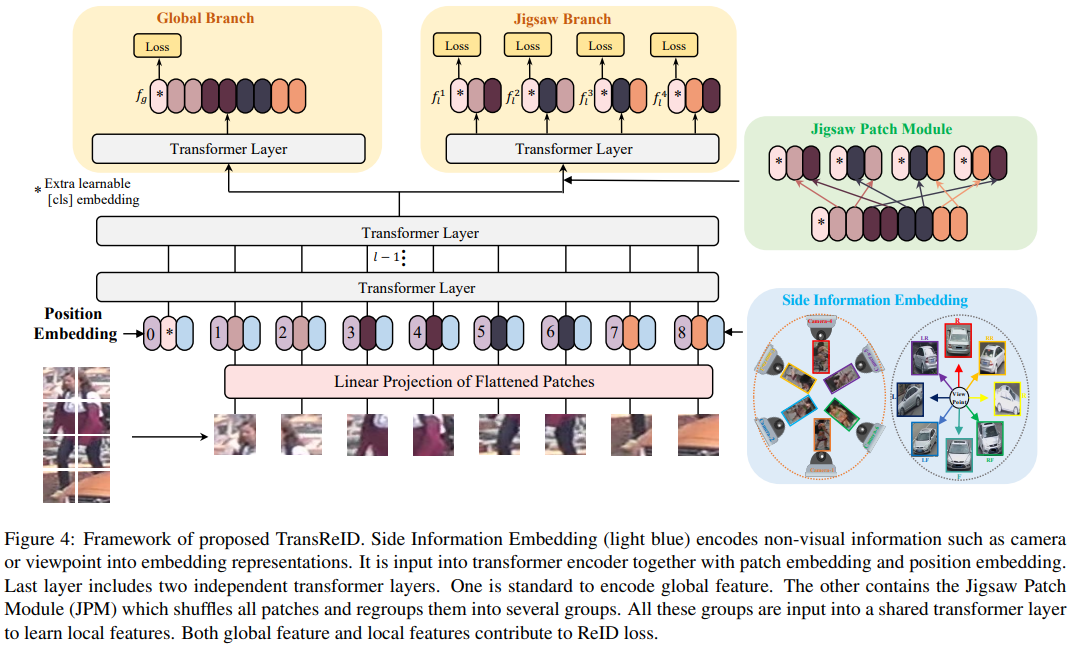 Global Branch
Jigsaw Branch
Loss
Loss
Loss
Loss
Loss
f_g
*
f_l^1
*
f_l^2
*
f_l^3
*
f_l^4
*
Transformer Layer
Transformer Layer
Jigsaw Patch Module
*
*
*
*
*
* Extra learnable
[cls] embedding
Transformer Layer
l − 1
Transformer Layer
Position
Embedding
0 * 1 2 3 4 5 6 7 8
Linear Projection of Flattened Patches
Side Information Embedding
R
LR
L
View
Point
LF
RF
F
Figure 4: Framework of proposed TransReID. Side Information Embedding (light blue) encodes non-visual information such as camera
or viewpoint into embedding representations. It is input into transformer encoder together with patch embedding and position embedding.
Last layer includes two independent transformer layers. One is standard to encode global feature. The other contains the Jigsaw Patch
Module (JPM) which shuffles all patches and regroups them into several groups. All these groups are input into a shared transformer layer
to learn local features. Both global feature and local features contribute to ReID loss.